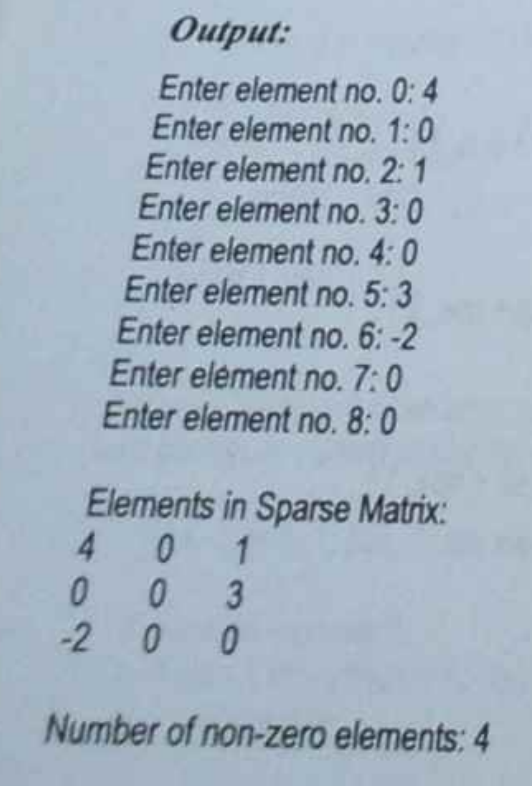 Output:
Enter element no. 0: 4
Enter element no. 1: 0
Enter element no. 2: 1
Enter element no. 3: 0
Enter element no. 4: 0
Enter element no. 5: 3
Enter element no. 6: -2
Enter element no. 7: 0
Enter element no. 8: 0
Elements in Sparse Matrix:
4 0 1
0 0 3
-2 0 0
Number of non-zero elements: 4